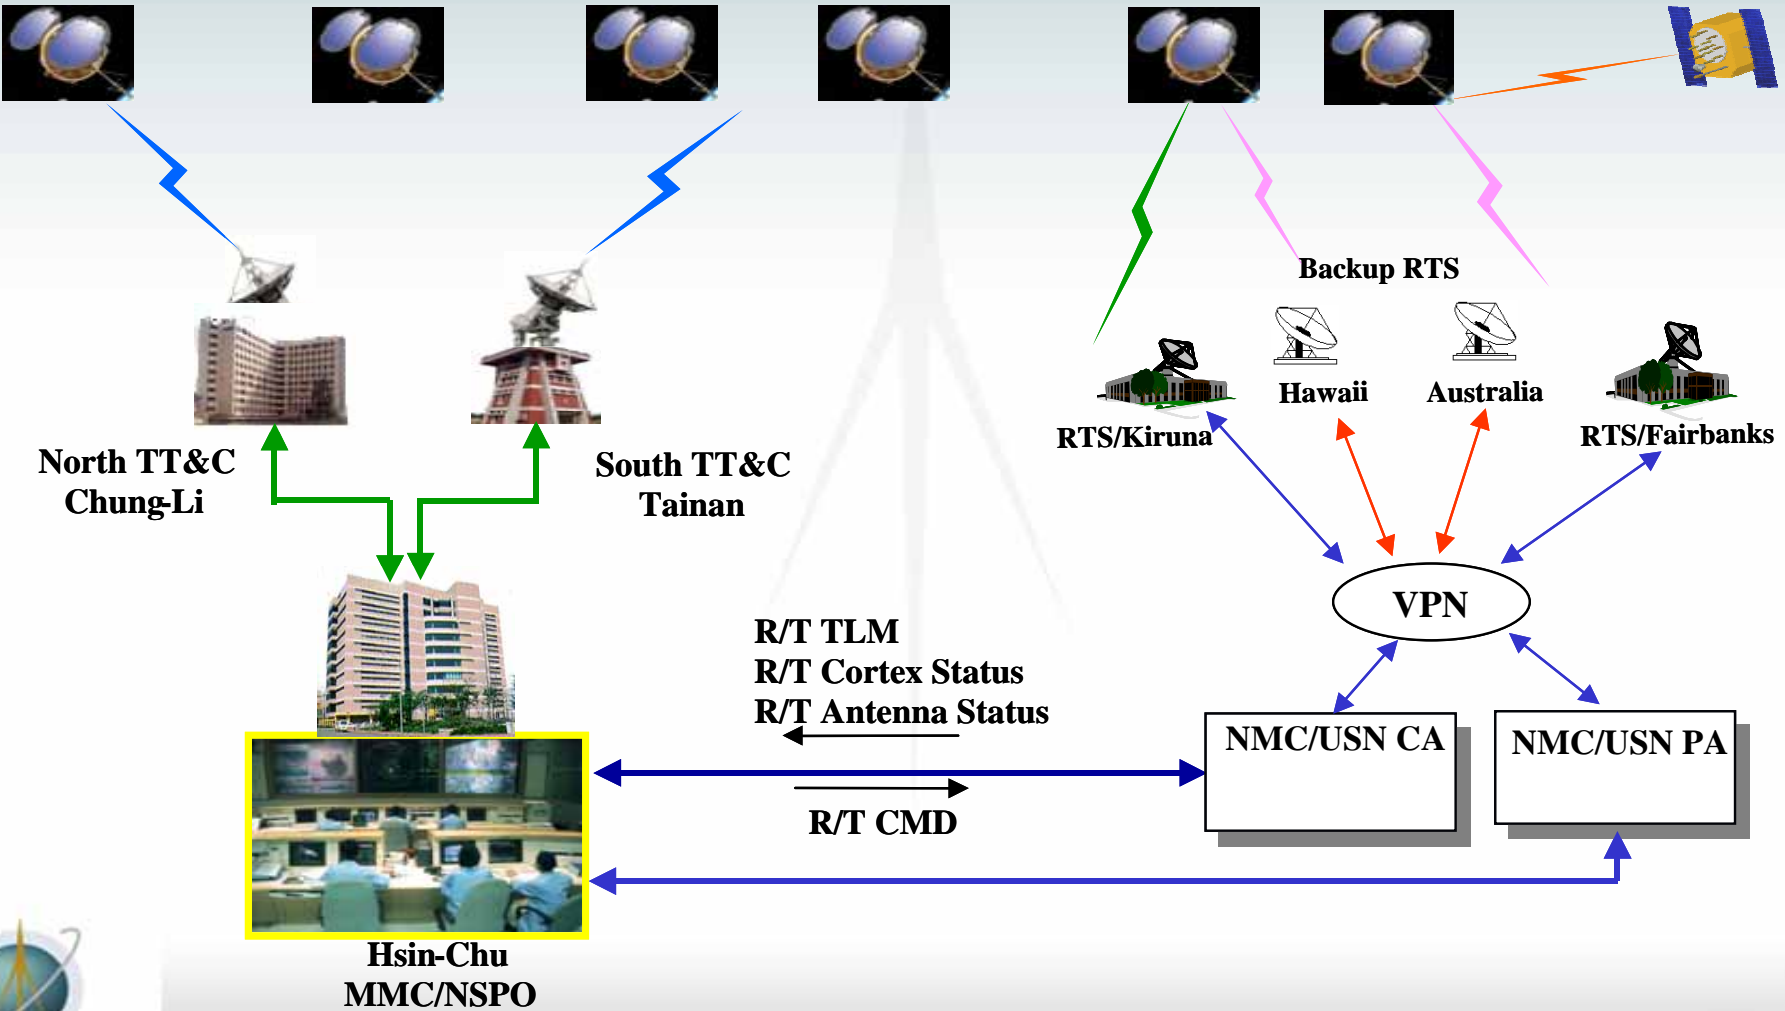 Backup RTS
Hawaii
Australia
RTS/Kiruna
RTS/Fairbanks
North TT&C
Chung-Li
South TT&C
Tainan
VPN
R/T TLM
R/T Cortex Status
R/T Antenna Status
NMC/USN CA
NMC/USN PA
R/T CMD
Hsin-Chu
MMC/NSPO